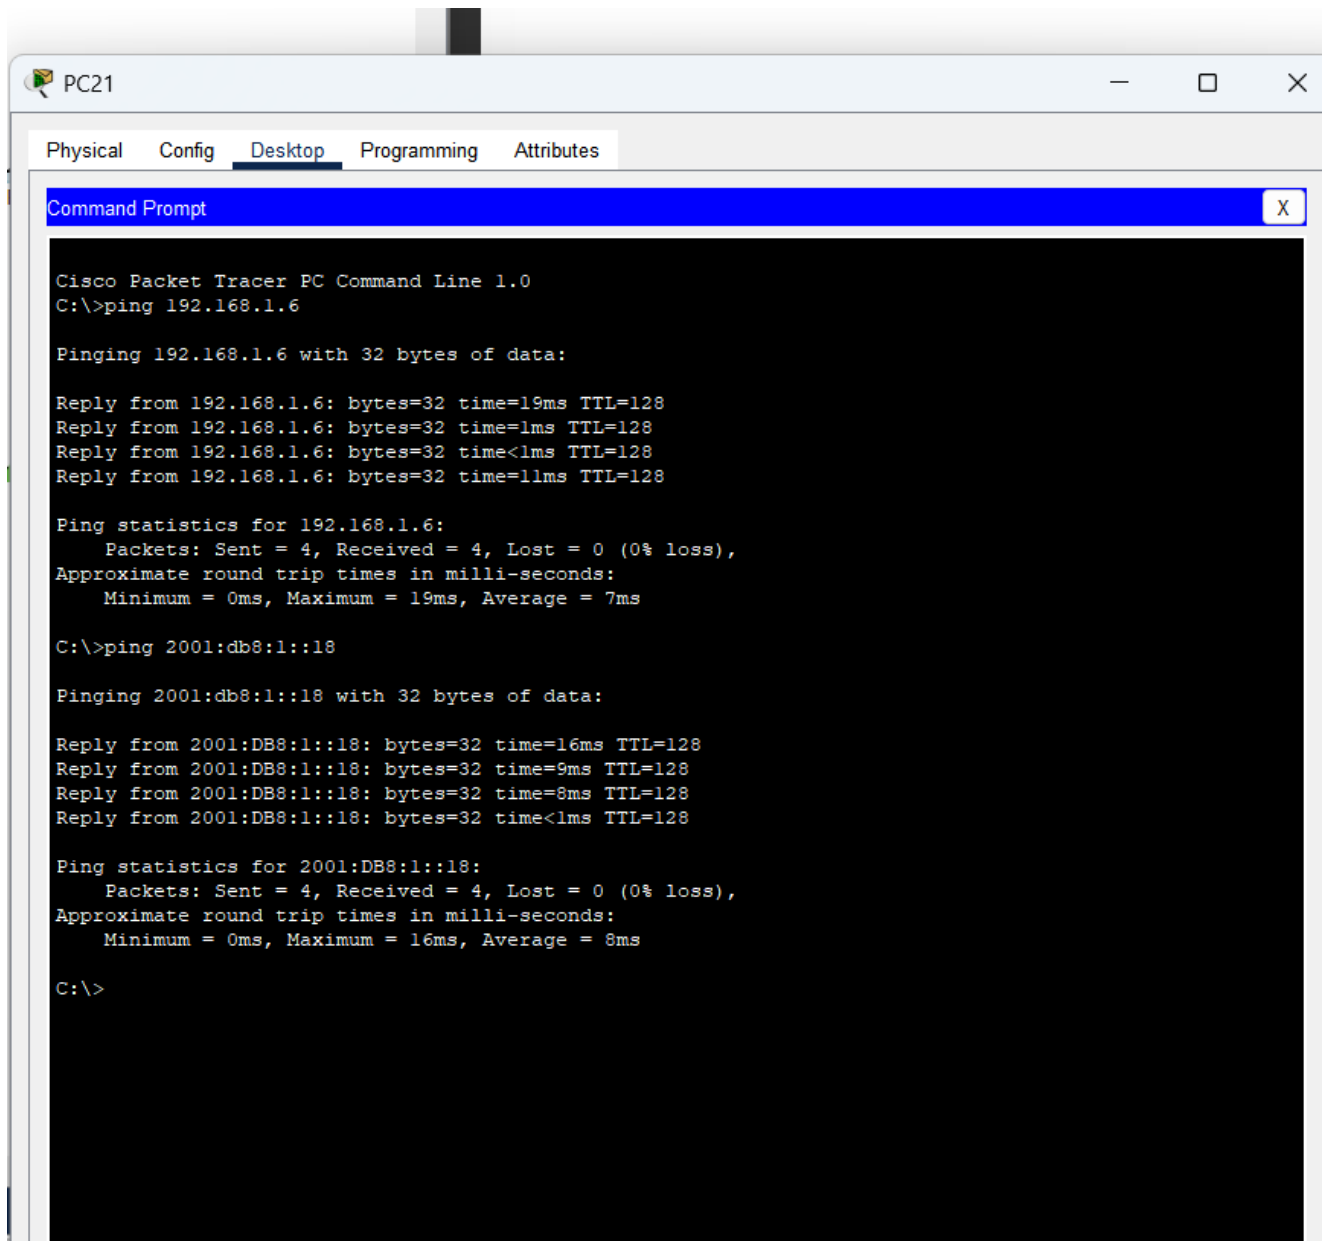 PC21
Physical Config Desktop Programming Attributes
Command Prompt
X
Cisco Packet Tracer PC Command Line 1.0
C:\>ping 192.168.1.6
Pinging 192.168.1.6 with 32 bytes of data:
Reply from 192.168.1.6: bytes=32 time=19ms TTL=128
Reply from 192.168.1.6: bytes=32 time=1ms TTL=128
Reply from 192.168.1.6: bytes=32 time<1ms TTL=128
Reply from 192.168.1.6: bytes=32 time=11ms TTL=128
Ping statistics for 192.168.1.6:
Packets: Sent = 4, Received = 4, Lost = 0 (0% loss),
Approximate round trip times in milli-seconds:
Minimum = 0ms, Maximum = 19ms, Average = 7ms
C:\>ping 2001:db8:1::18
Pinging 2001:db8:1::18 with 32 bytes of data:
Reply from 2001:DB8:1::18: bytes=32 time=16ms TTL=128
Reply from 2001:DB8:1::18: bytes=32 time=9ms TTL=128
Reply from 2001:DB8:1::18: bytes=32 time=8ms TTL=128
Reply from 2001:DB8:1::18: bytes=32 time<1ms TTL=128
Ping statistics for 2001:DB8:1::18:
Packets: Sent = 4, Received = 4, Lost = 0 (0% loss),
Approximate round trip times in milli-seconds:
Minimum = 0ms, Maximum = 16ms, Average = 8ms
C:\>